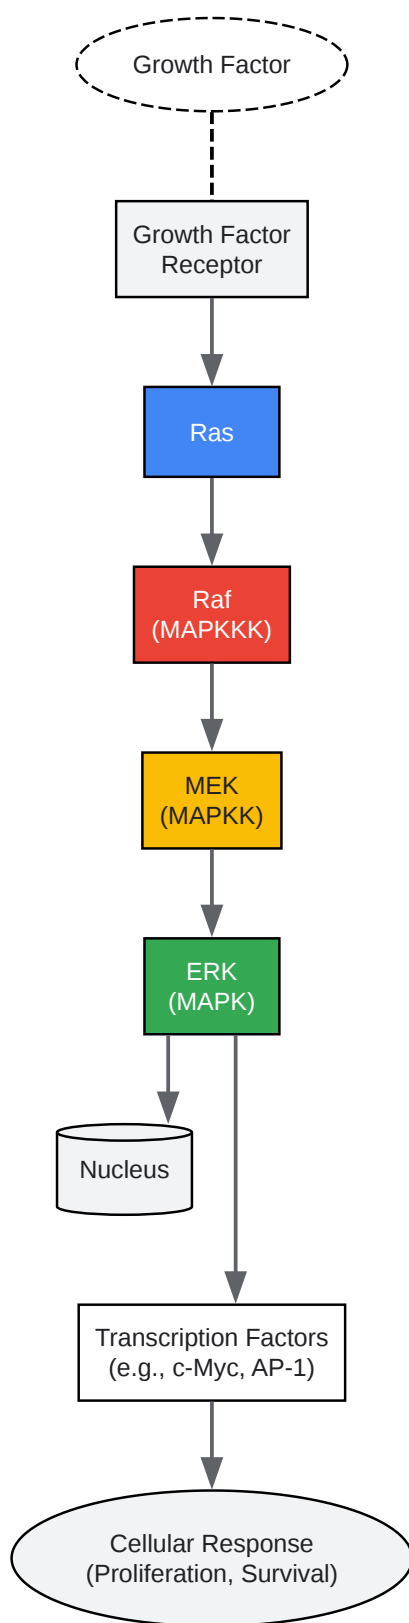 Growth Factor
Growth Factor
Receptor
Ras
Raf
(MAPKKK)
MEK
(MAPKK)
ERK
(MAPK)
Nucleus
Transcription Factors
(e.g., c-Myc, AP-1)
Cellular Response
(Proliferation, Survival)